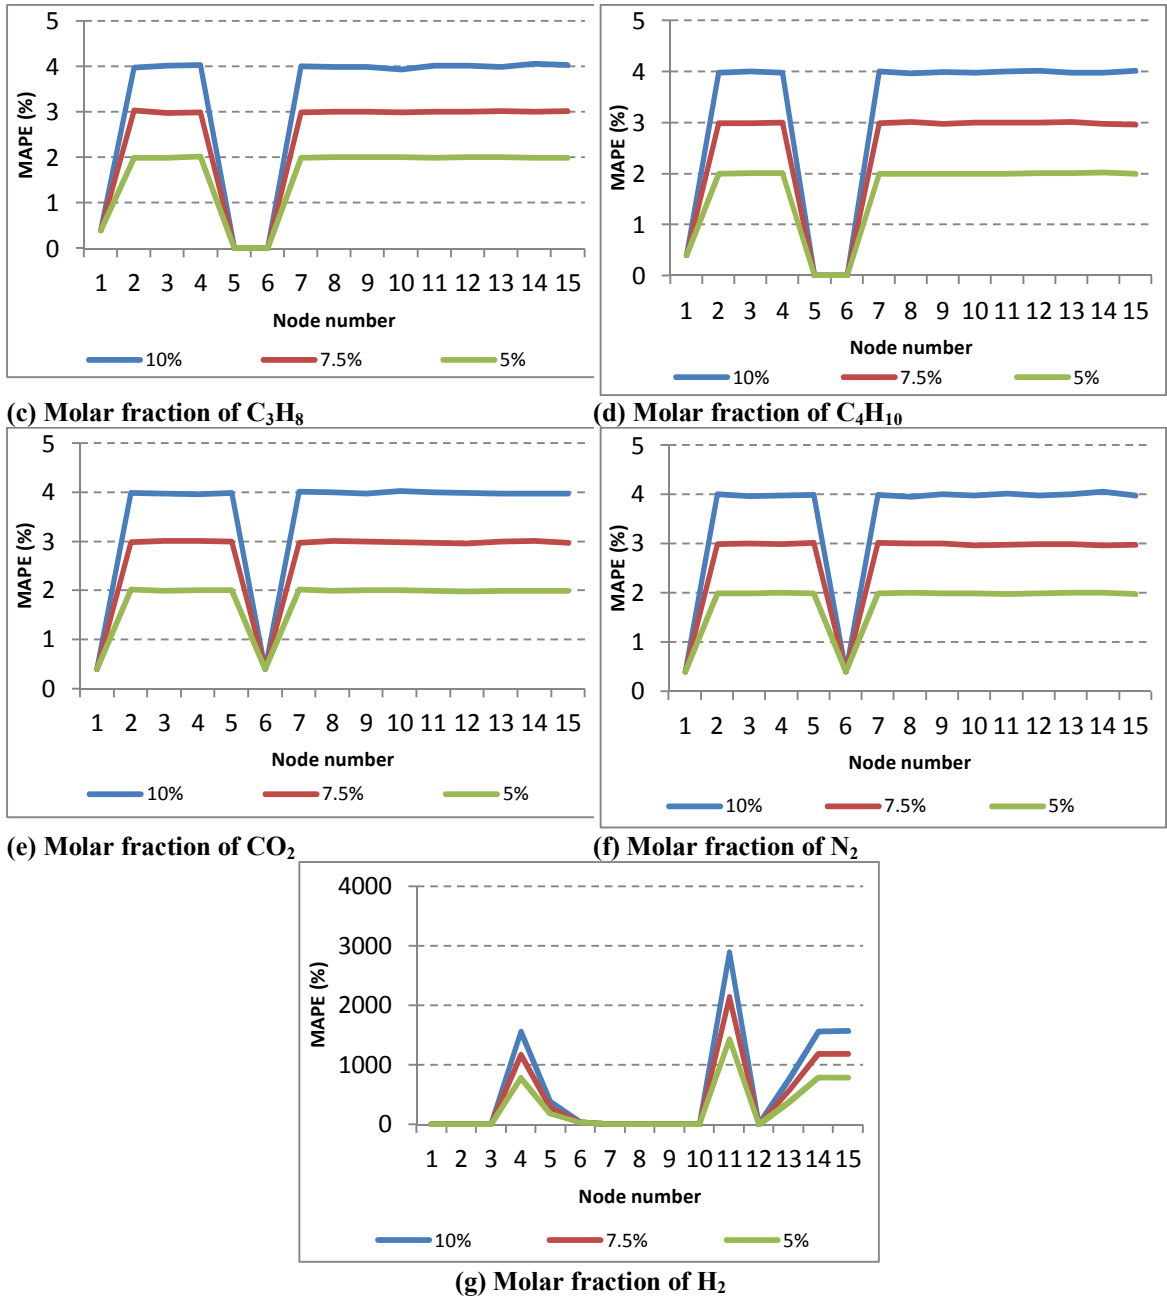 5
4
3
2
1
0
MAPE (%)
1 2 3 4 5 6 7 8 9 10 11 12 13 14 15
Node number
10% 7.5% 5%
(c) Molar fraction of C₃H₈
5
4
3
2
1
0
MAPE (%)
1 2 3 4 5 6 7 8 9 10 11 12 13 14 15
Node number
10% 7.5% 5%
(d) Molar fraction of C₄H₁₀
5
4
3
2
1
0
MAPE (%)
1 2 3 4 5 6 7 8 9 10 11 12 13 14 15
Node number
10% 7.5% 5%
(e) Molar fraction of CO₂
5
4
3
2
1
0
MAPE (%)
1 2 3 4 5 6 7 8 9 10 11 12 13 14 15
Node number
10% 7.5% 5%
(f) Molar fraction of N₂
4000
3000
2000
1000
0
MAPE (%)
1 2 3 4 5 6 7 8 9 10 11 12 13 14 15
Node number
10% 7.5% 5%
(g) Molar fraction of H₂